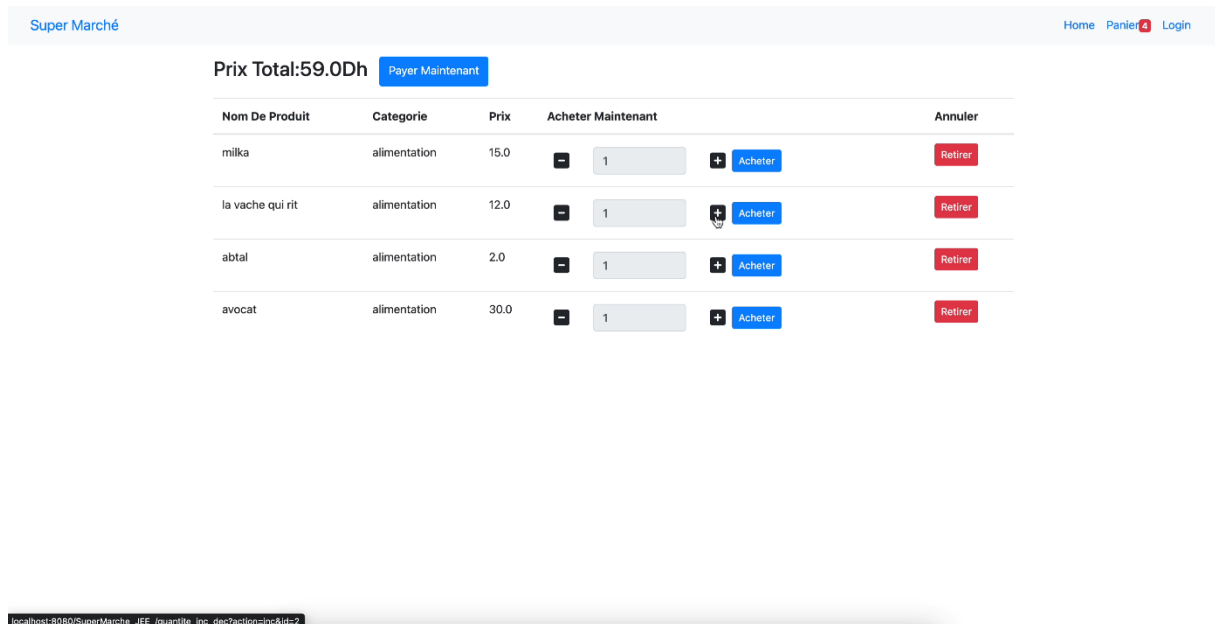 Super Marché Home Panier 4 Login
Prix Total:59.0Dh Payer Maintenant
Nom De Produit Categorie Prix Acheter Maintenant Annuler
milka alimentation 15.0 1 Acheter Retirer
la vache qui rit alimentation 12.0 1 Acheter Retirer
abtal alimentation 2.0 1 Acheter Retirer
avocat alimentation 30.0 1 Acheter Retirer
localhost:8080/SuperMarche_JEE_/quantite_inc_dec?action=inc&id=2